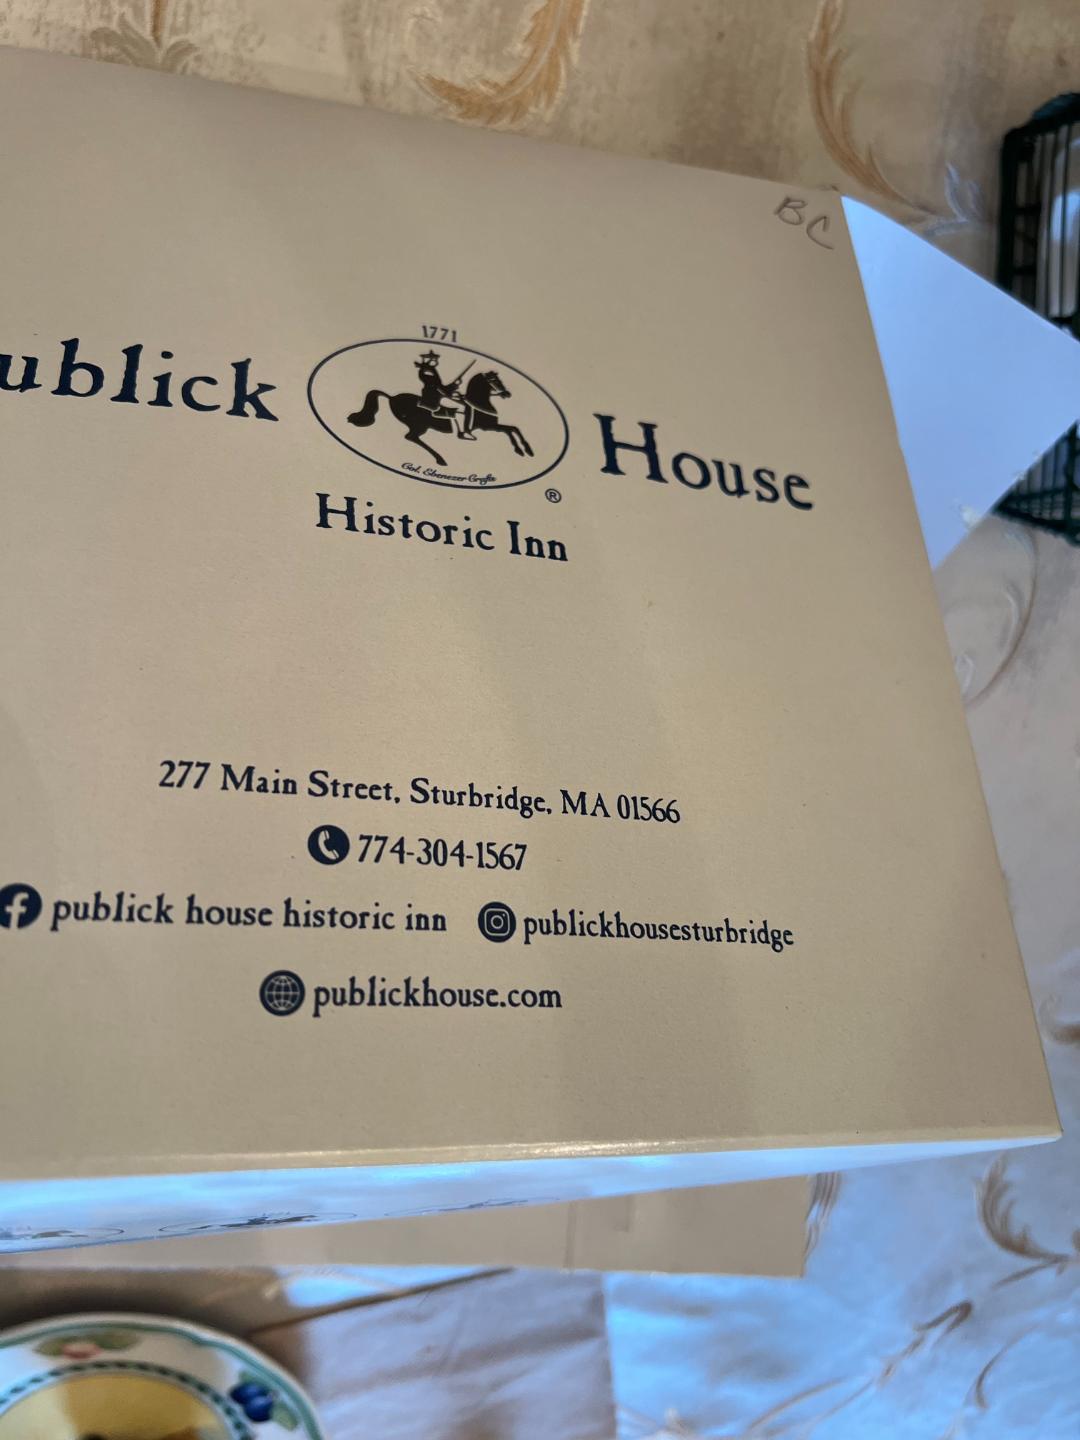 BC
1771
ublick House
Col. Ebenezer Crafts
®
Historic Inn
277 Main Street, Sturbridge, MA 01566
774-304-1567
publick house historic inn publickhousesturbridge
publickhouse.com